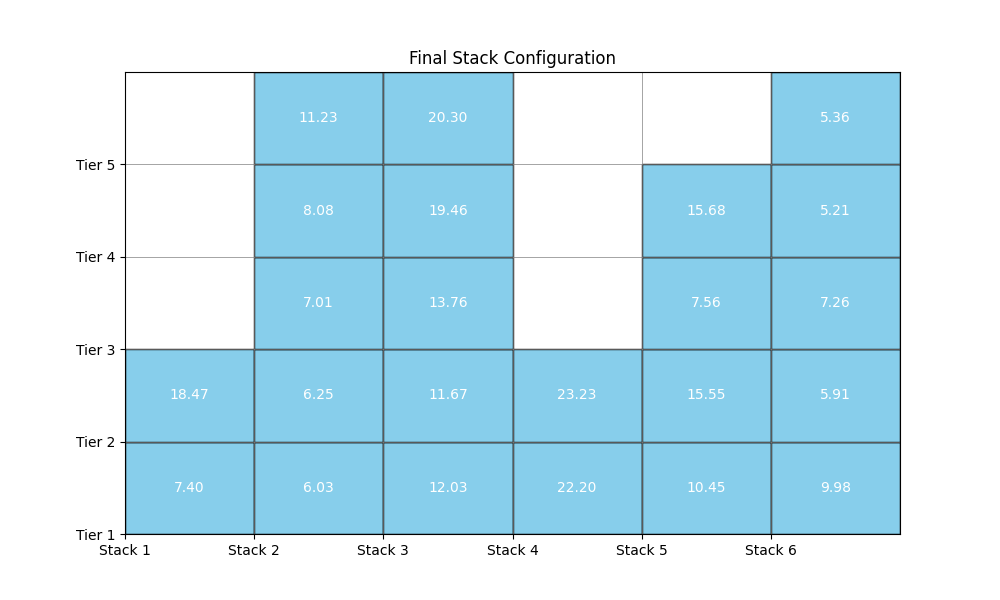 Final Stack Configuration
11.23 20.30 5.36
Tier 5
8.08 19.46 15.68 5.21
Tier 4
7.01 13.76 7.56 7.26
Tier 3
18.47 6.25 11.67 23.23 15.55 5.91
Tier 2
7.40 6.03 12.03 22.20 10.45 9.98
Tier 1
Stack 1 Stack 2 Stack 3 Stack 4 Stack 5 Stack 6